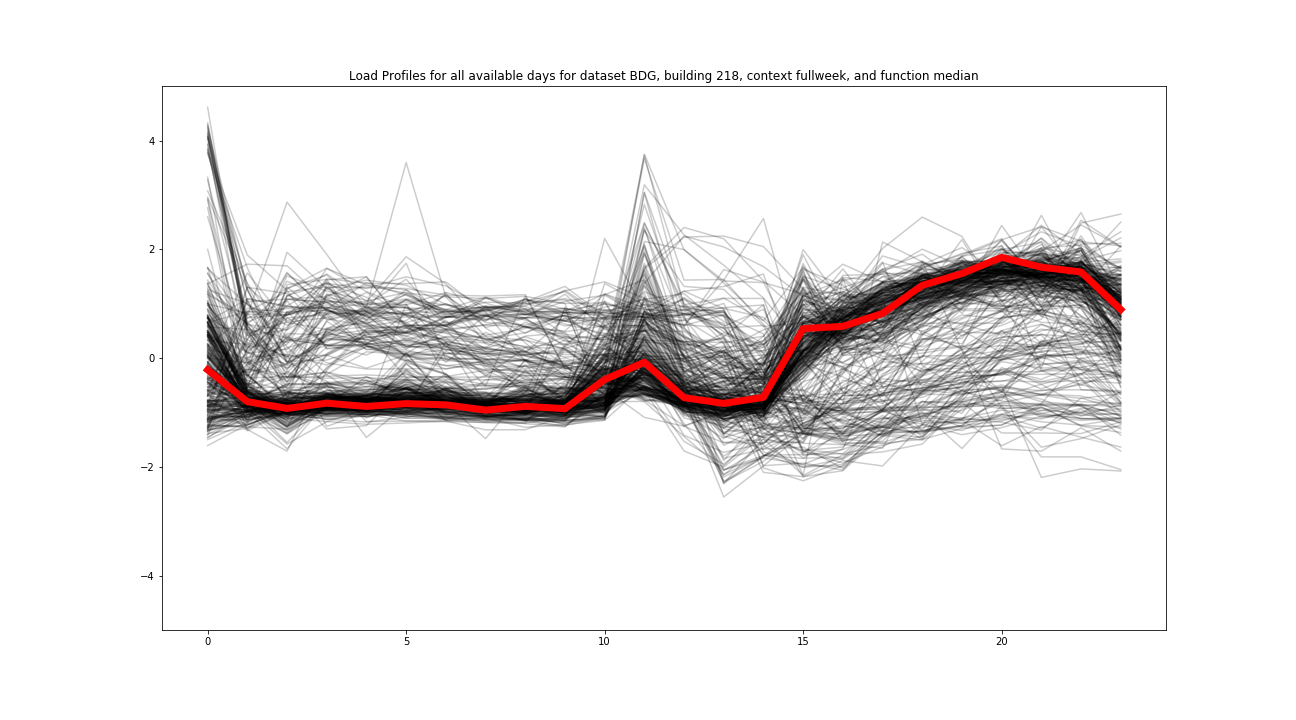 Load Profiles for all available days for dataset BDG, building 218, context fullweek, and function median
4
2
0
−2
−4
0 5 10 15 20